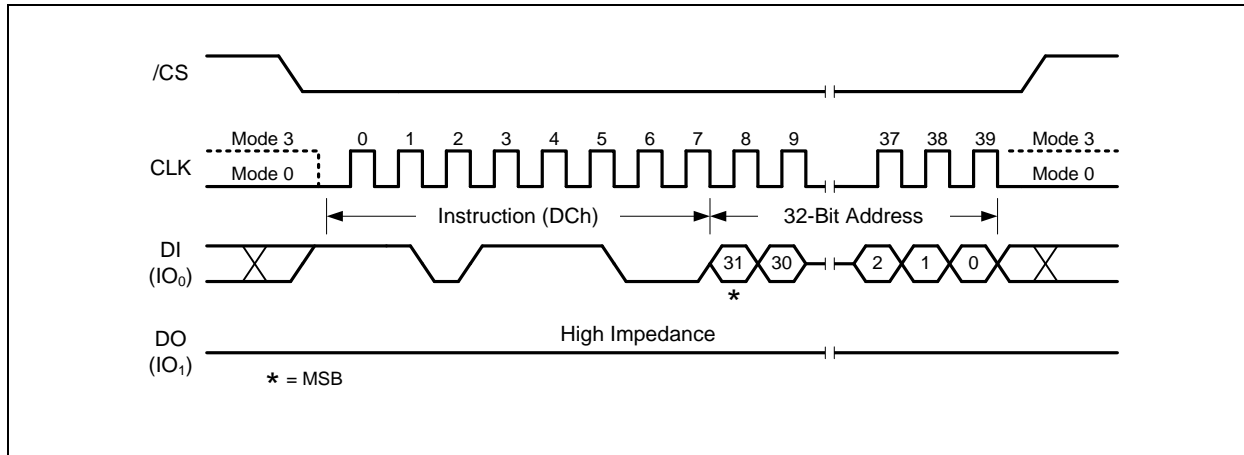 /CS
Mode 3 0 1 2 3 4 5 6 7 8 9 37 38 39 Mode 3
CLK Mode 0 Mode 0
Instruction (DCh) 32-Bit Address
DI
(IO₀) 31 30 2 1 0
*
High Impedance
DO
(IO₁)
* = MSB